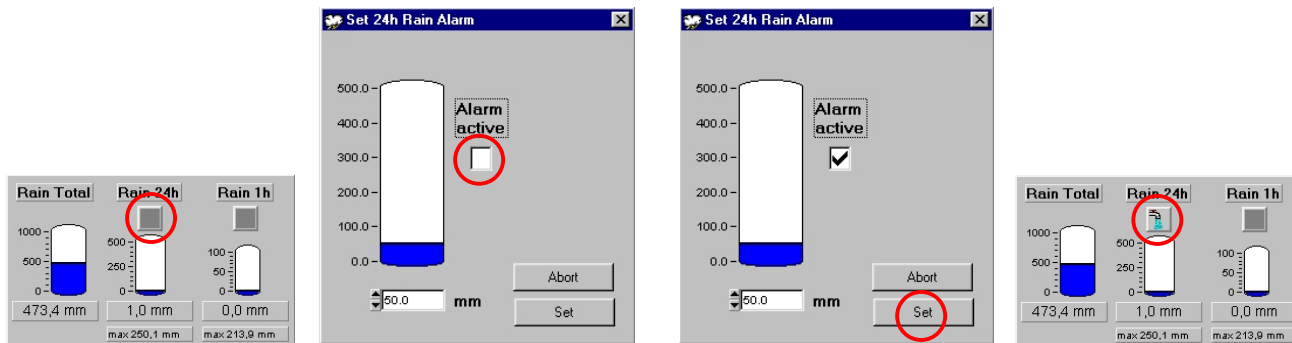 Rain Total Rain 24h Rain 1h
1000
500
0
500
250
0
100
50
0
473,4 mm 1,0 mm 0,0 mm
max 250,1 mm max 213,9 mm
Set 24h Rain Alarm
500.0
400.0
300.0
200.0
100.0
0.0
Alarm
active
Abort
50.0 mm
Set
Set 24h Rain Alarm
500.0
400.0
300.0
200.0
100.0
0.0
Alarm
active
Abort
50.0 mm
Set
Rain Total Rain 24h Rain 1h
1000
500
0
500
250
0
100
50
0
473,4 mm 1,0 mm 0,0 mm
max 250,1 mm max 213,9 mm